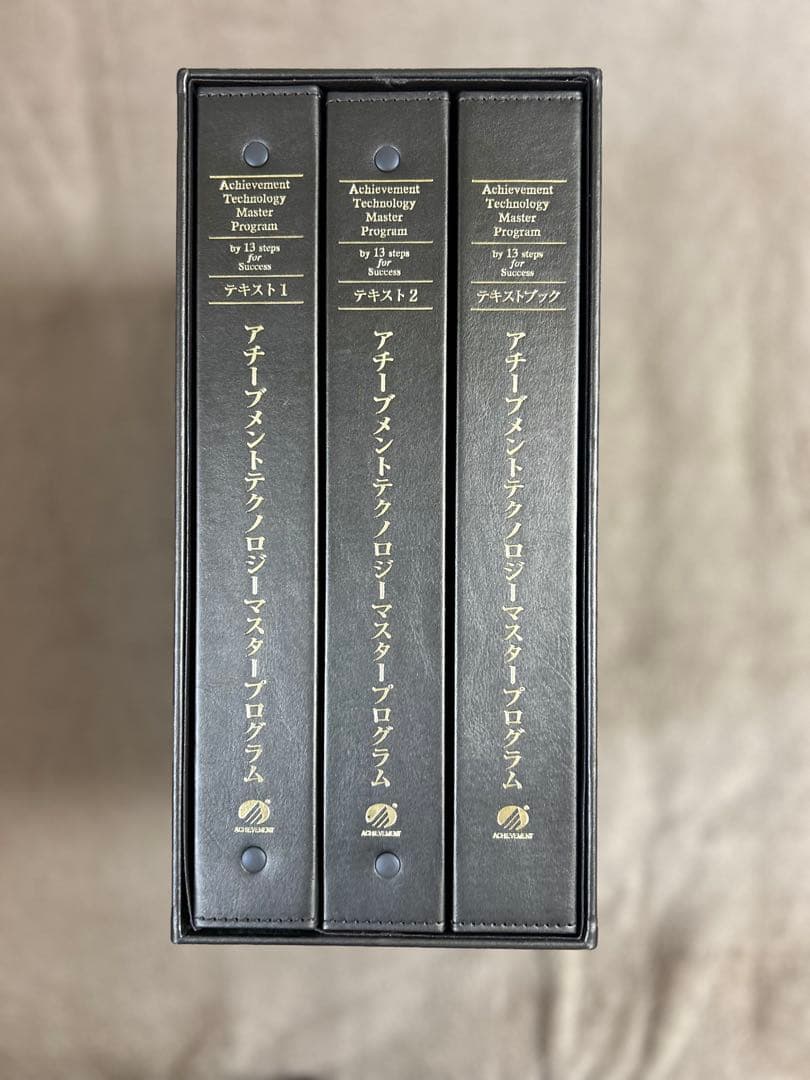 Achievement
Technology
Master
Program
by 13 steps
for
Success
テキスト1
アチーブメントテクノロジーマスタープログラム
ACHIEVEMENT
Achievement
Technology
Master
Program
by 13 steps
for
Success
テキスト2
アチーブメントテクノロジーマスタープログラム
ACHIEVEMENT
Achievement
Technology
Master
Program
by 13 steps
for
Success
テキストブック
アチーブメントテクノロジーマスタープログラム
ACHIEVEMENT